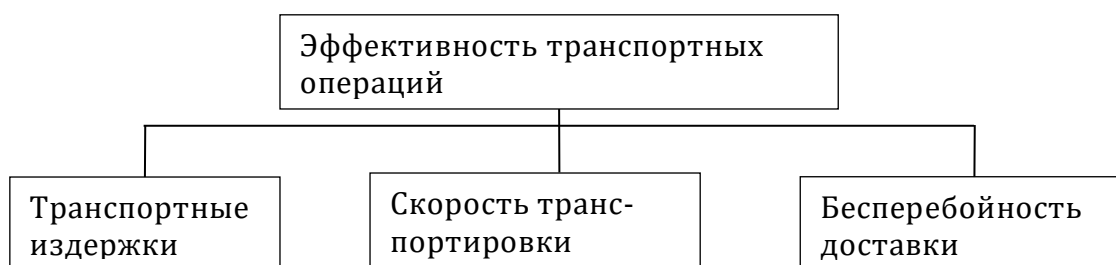 Эффективность транспортных
операций
Транспортные
издержки
Скорость транс-
портировки
Бесперебойность
доставки